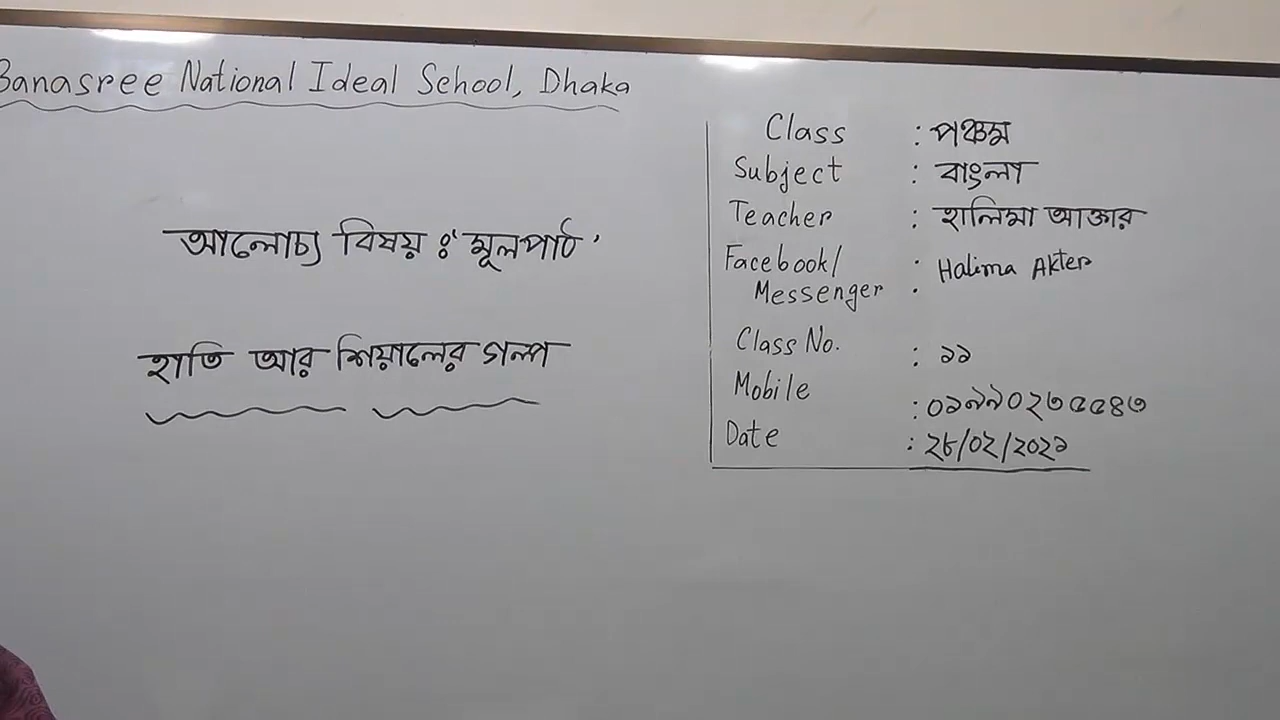 Banasree National Ideal School, Dhaka
আলোচ্য বিষয় ঃ 'মূলপাঠ'
হাতি আর শিয়ালের গল্প
Class : পঞ্চম
Subject : বাংলা
Teacher : হালিমা আক্তার
Facebook/ : Halima Akter
Messenger
Class No. : ১১
Mobile : ০১৯৯০২৩৫৫৪৩
Date : ২৮/০২/২০২১